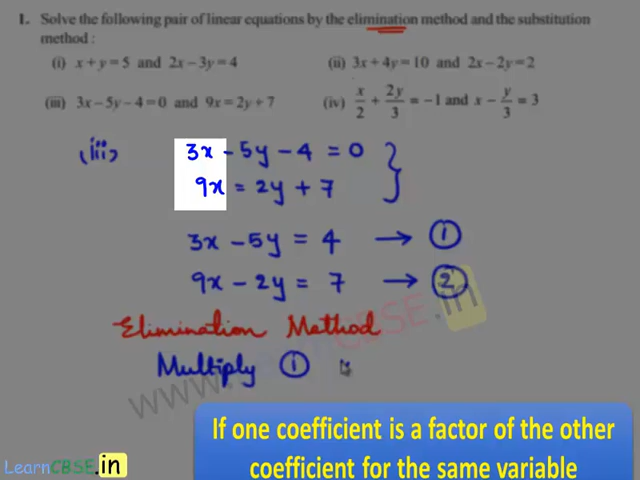 1. Solve the following pair of linear equations by the elimination method and the substitution
method :
(i) x + y = 5 and 2x – 3y = 4 (ii) 3x + 4y = 10 and 2x – 2y = 2
(iii) 3x – 5y – 4 = 0 and 9x = 2y + 7 (iv) x/2 + 2y/3 = –1 and x – y/3 = 3
(iii) 3x – 5y – 4 = 0 }
9x = 2y + 7
3x – 5y = 4 → ①
9x – 2y = 7 → ②
Elimination Method
Multiply ①
www.LearnCBSE.in
If one coefficient is a factor of the other
coefficient for the same variable
LearnCBSE.in